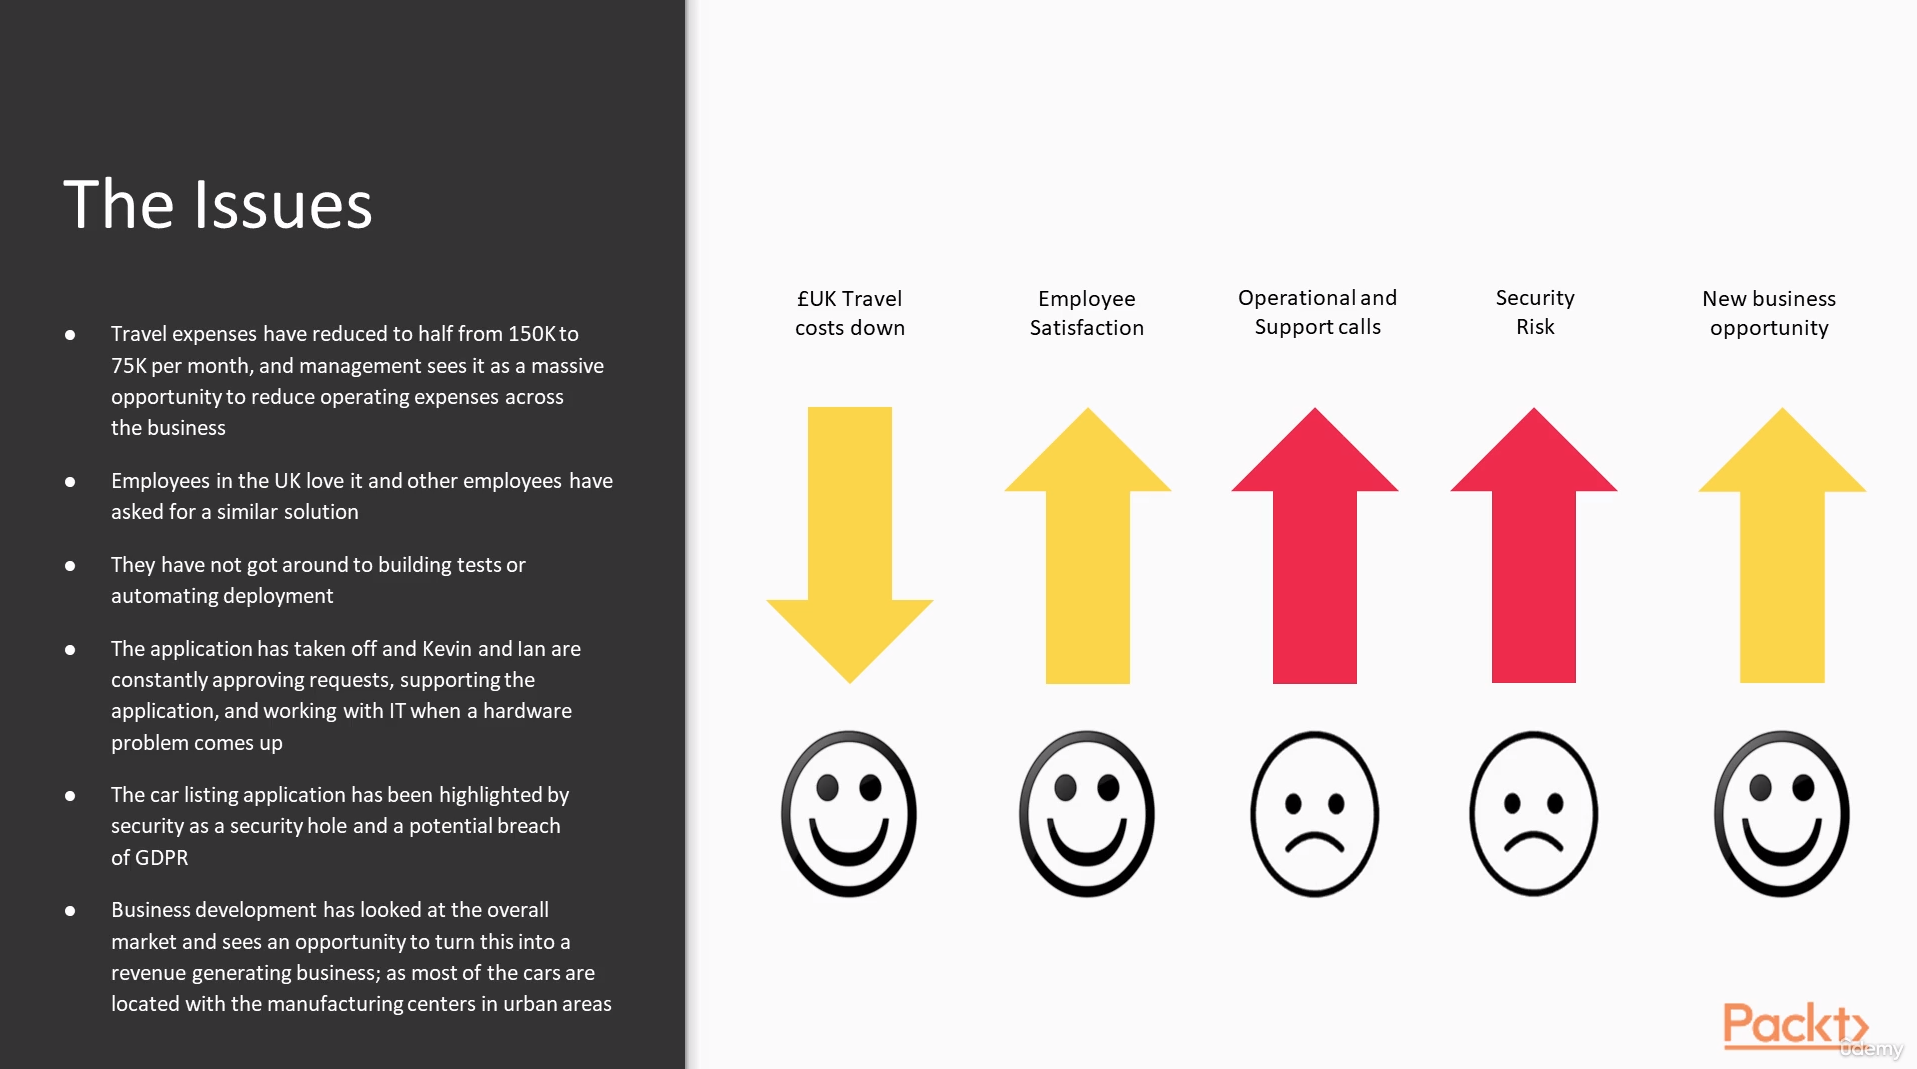 The Issues
● Travel expenses have reduced to half from 150K to
75K per month, and management sees it as a massive
opportunity to reduce operating expenses across
the business
● Employees in the UK love it and other employees have
asked for a similar solution
● They have not got around to building tests or
automating deployment
● The application has taken off and Kevin and Ian are
constantly approving requests, supporting the
application, and working with IT when a hardware
problem comes up
● The car listing application has been highlighted by
security as a security hole and a potential breach
of GDPR
● Business development has looked at the overall
market and sees an opportunity to turn this into a
revenue generating business; as most of the cars are
located with the manufacturing centers in urban areas
£UK Travel
costs down
Employee
Satisfaction
Operational and
Support calls
Security
Risk
New business
opportunity
Packt>
ûdemy